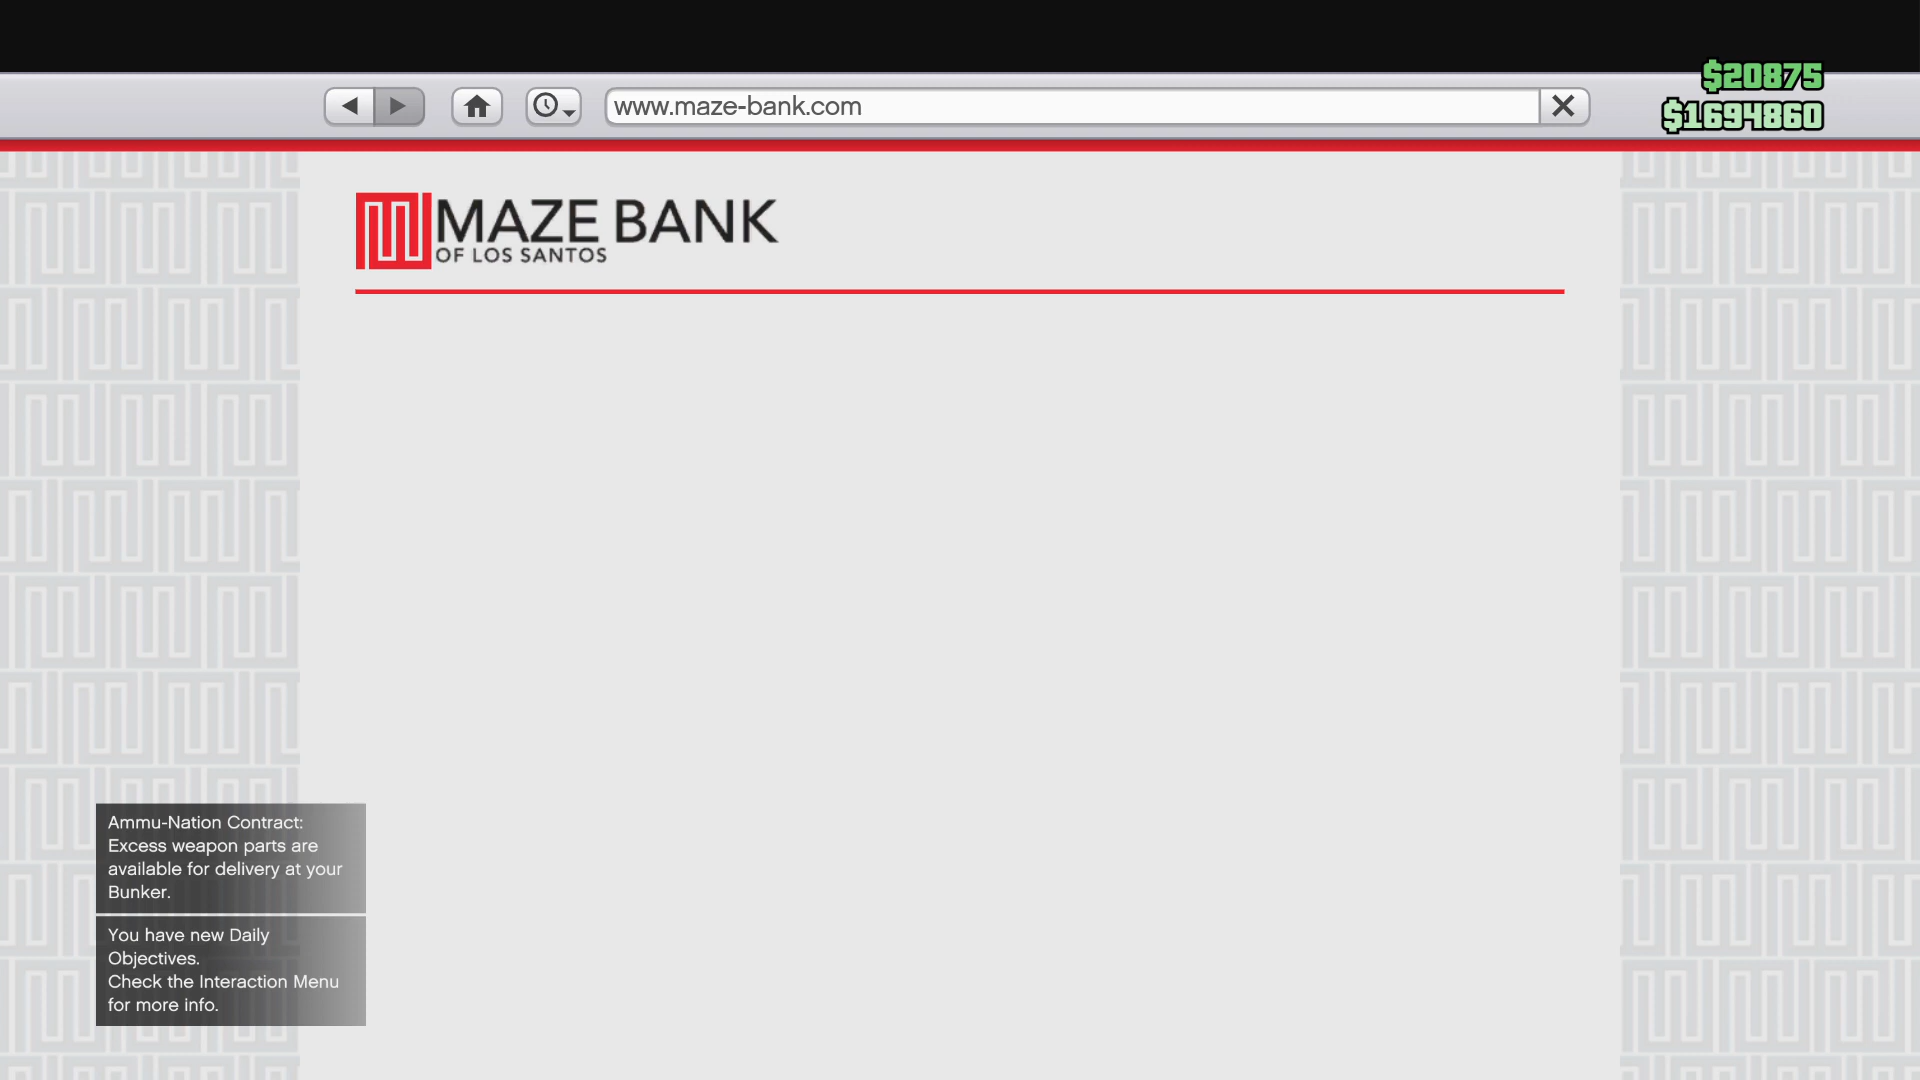 $20875
www.maze-bank.com
$1694860
MAZE BANK
OF LOS SANTOS
Ammu-Nation Contract:
Excess weapon parts are
available for delivery at your
Bunker.
You have new Daily
Objectives.
Check the Interaction Menu
for more info.